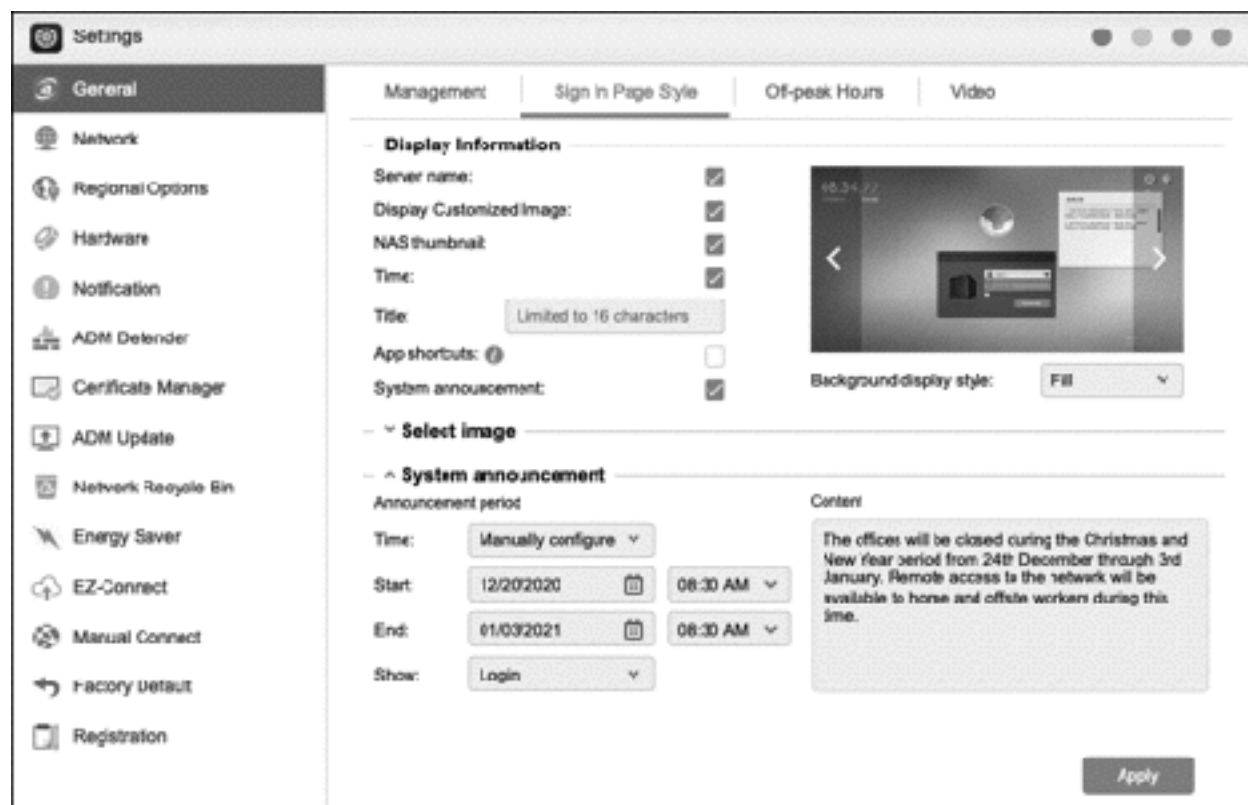 Settings
General
Network
Regional Options
Hardware
Notification
ADM Defender
Certificate Manager
ADM Update
Network Recycle Bin
Energy Saver
EZ-Connect
Manual Connect
Factory Default
Registration
Management
Sign In Page Style
Off-peak Hours
Video
Display Information
Server name:
Display Customized Image:
NAS thumbnail:
Time:
Title:
Limited to 16 characters
App shortcuts:
System announcement:
Background display style:
Fill
Select image
System announcement
Announcement period
Time:
Manually configure
Start:
12/20/2020
08:30 AM
End:
01/03/2021
08:30 AM
Show:
Login
Content
The offices will be closed during the Christmas and
New Year period from 24th December through 3rd
January. Remote access to the network will be
available to home and offsite workers during this
time.
Apply